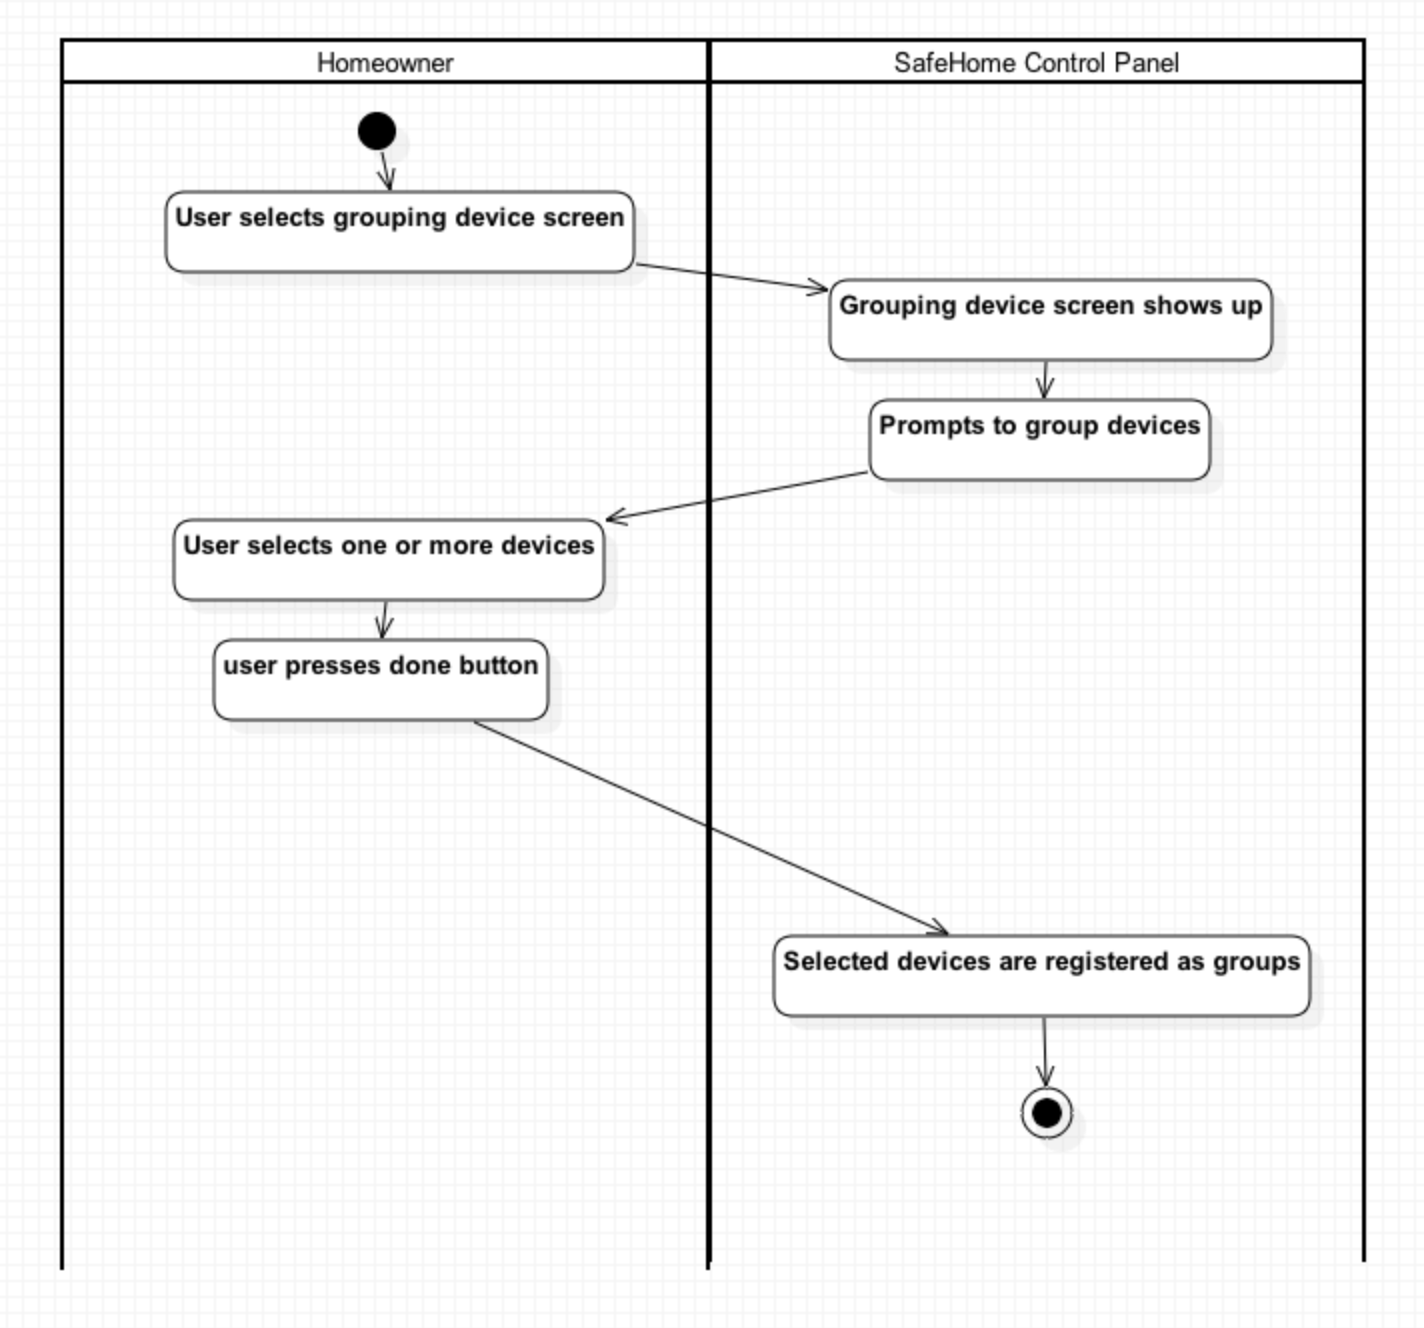 Homeowner
SafeHome Control Panel
User selects grouping device screen
Grouping device screen shows up
Prompts to group devices
User selects one or more devices
user presses done button
Selected devices are registered as groups